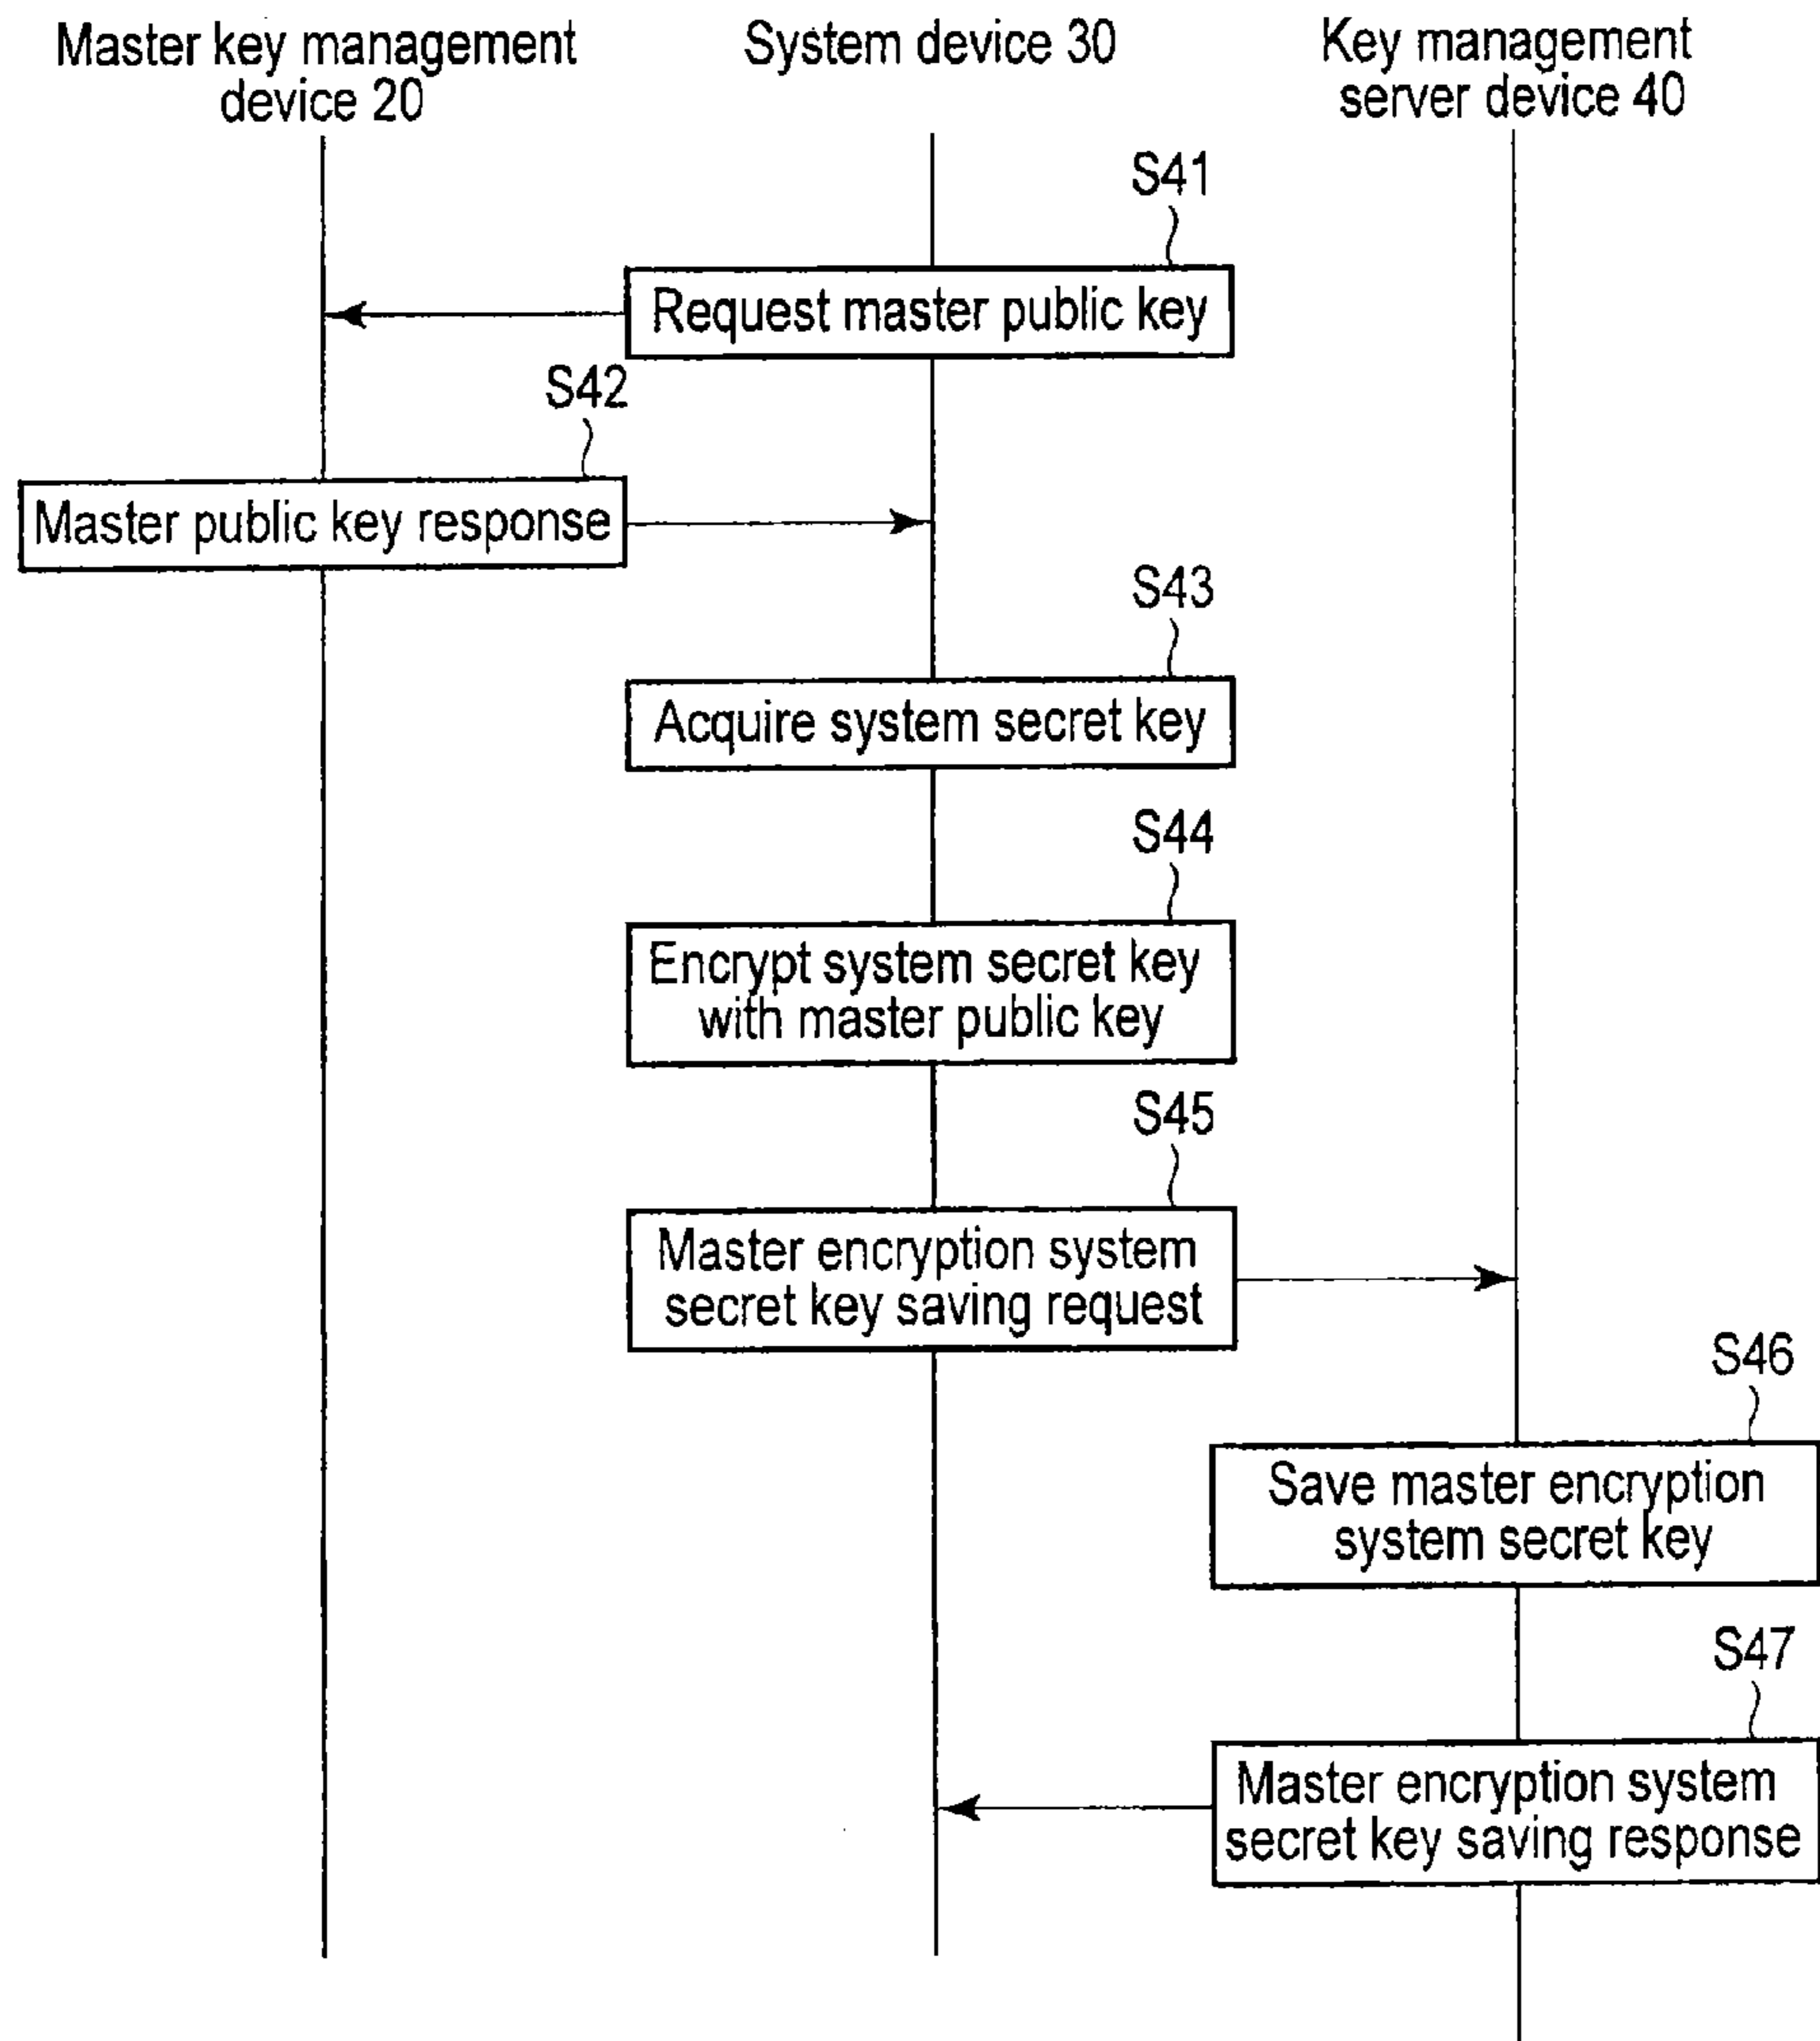 Master key management
device 20
System device 30
Key management
server device 40
S41
Request master public key
S42
Master public key response
S43
Acquire system secret key
S44
Encrypt system secret key
with master public key
S45
Master encryption system
secret key saving request
S46
Save master encryption
system secret key
S47
Master encryption system
secret key saving response